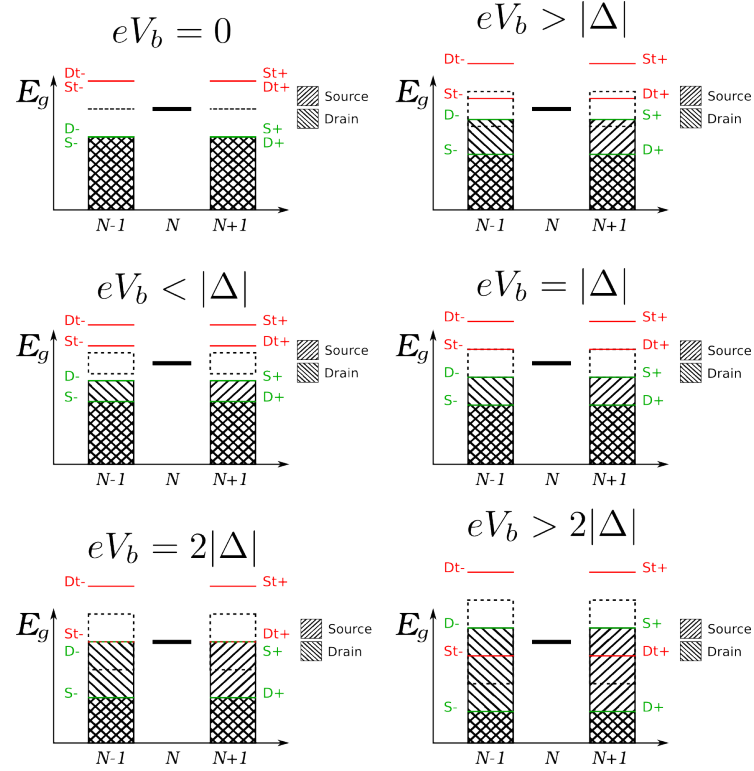 eV_b = 0
Dt-
St-
St+
Dt+
E_g
D-
S-
S+
D+
Source
Drain
N-1
N
N+1
eV_b > |Δ|
Dt-
St+
E_g
St-
Dt+
D-
S+
S-
D+
Source
Drain
N-1
N
N+1
eV_b < |Δ|
Dt-
St+
E_g
St-
Dt+
D-
S+
S-
D+
Source
Drain
N-1
N
N+1
eV_b = |Δ|
Dt-
St+
E_g
St-
Dt+
D-
S+
S-
D+
Source
Drain
N-1
N
N+1
eV_b = 2|Δ|
Dt-
St+
E_g
St-
Dt+
D-
S+
S-
D+
Source
Drain
N-1
N
N+1
eV_b > 2|Δ|
Dt-
St+
E_g
D-
S+
St-
Dt+
S-
D+
Source
Drain
N-1
N
N+1